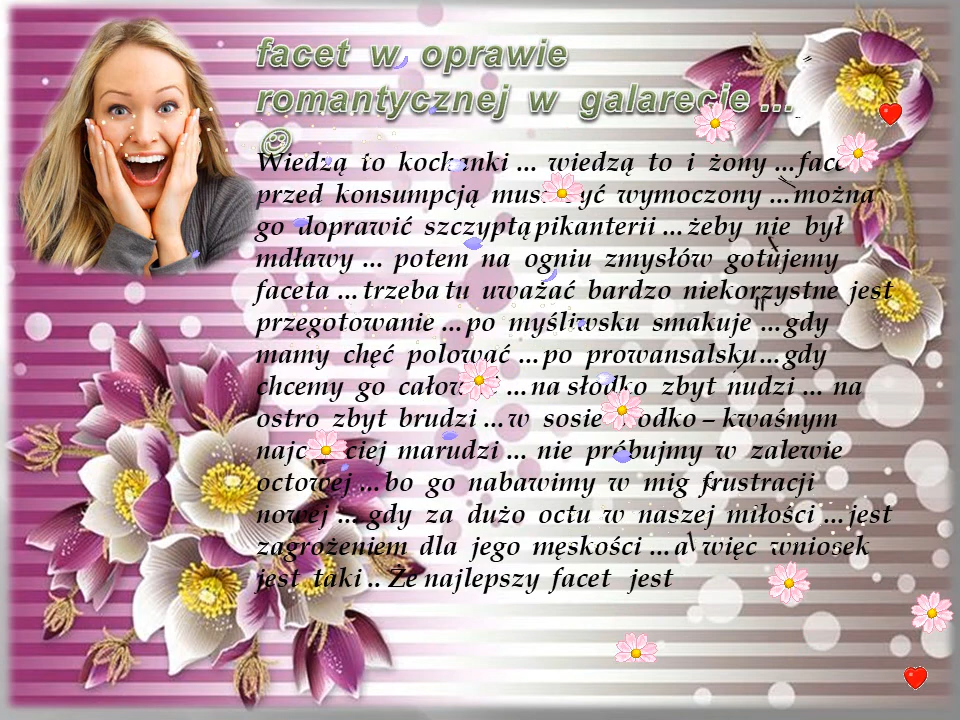 facet w oprawie
romantycznej w galarecie ...
☺
Wiedzą to kochanki ... wiedzą to i żony ...
przed konsumpcją wymoczony ... można
go doprawić szczyptą pikanterii ... żeby nie był
mdławy ... potem na ogniu zmysłów gotujemy
faceta ... trzeba tu uważać bardzo niekorzystne jest
przegotowanie ... po myśliwsku smakuje ... gdy
mamy chęć polować ... po prowansalsku... gdy
chcemy go ... na słodko zbyt nudzi ... na
ostro zbyt brudzi ... w sosie – kwaśnym
marudzi ... nie próbujmy w zalewie
octowej ... bo go nabawimy w mig frustracji
nowej ... gdy za dużo octu w naszej miłości ... jest
zagrożeniem dla jego męskości ... a więc wniosek
jest taki .. Że najlepszy facet jest